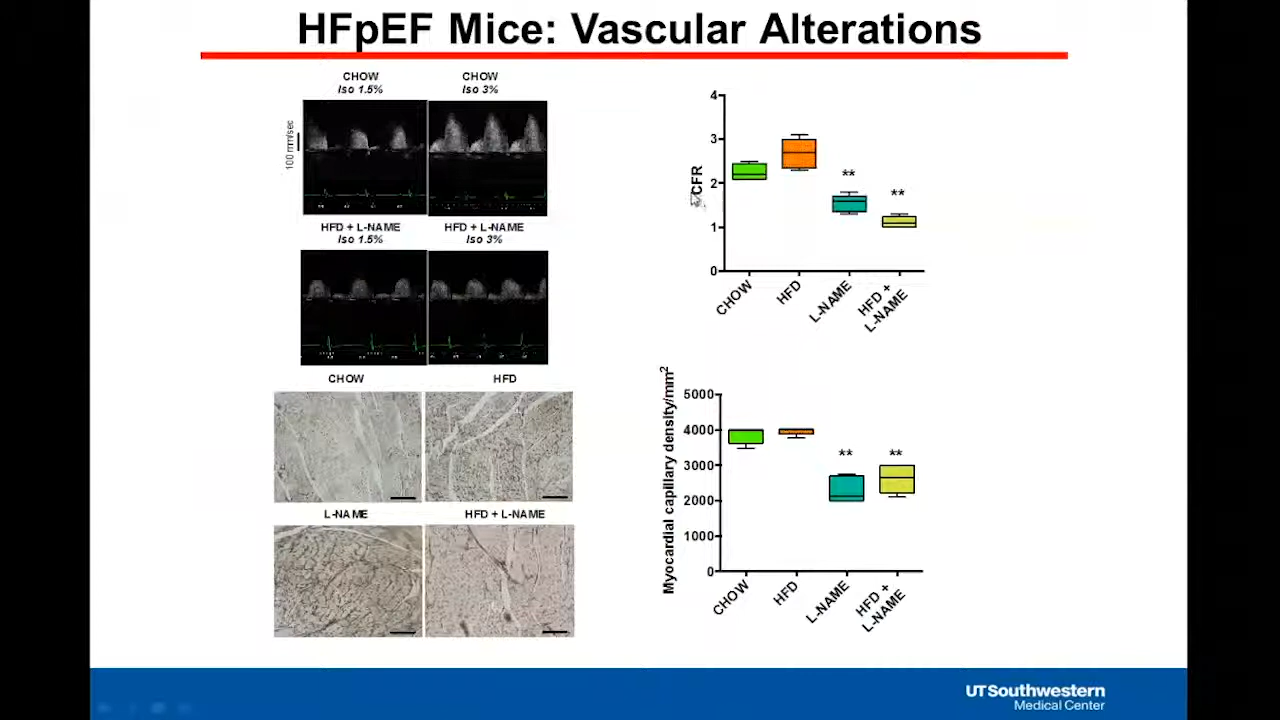 HFpEF Mice: Vascular Alterations
CHOW
Iso 1.5%
CHOW
Iso 3%
100 mm/sec
HFD + L-NAME
Iso 1.5%
HFD + L-NAME
Iso 3%
CHOW
HFD
L-NAME
HFD + L-NAME
CFR
4
3
2
1
0
**
**
CHOW
HFD
L-NAME
HFD +
L-NAME
Myocardial capillary density/mm²
5000
4000
3000
2000
1000
0
**
**
CHOW
HFD
L-NAME
HFD +
L-NAME
UTSouthwestern
Medical Center